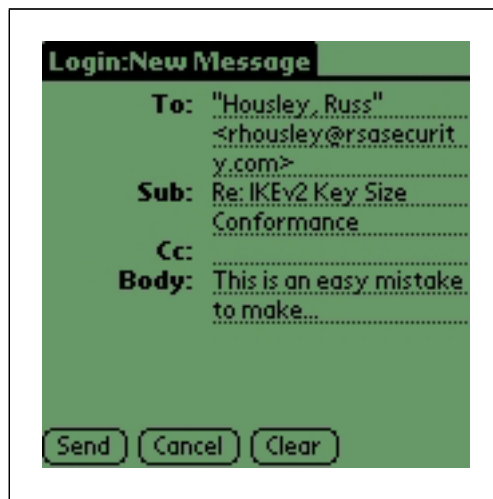 Login:New Message
To: "Housley, Russ"
<rhousley@rsasecurit
y.com>
Sub: Re: IKEv2 Key Size
Conformance
Cc:
Body: This is an easy mistake
to make...
Send Cancel Clear